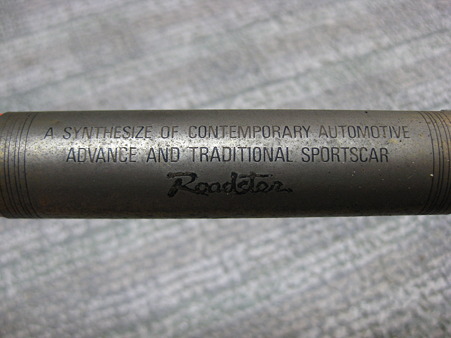 A SYNTHESIZE OF CONTEMPORARY AUTOMOTIVE
ADVANCE AND TRADITIONAL SPORTSCAR
Roadster